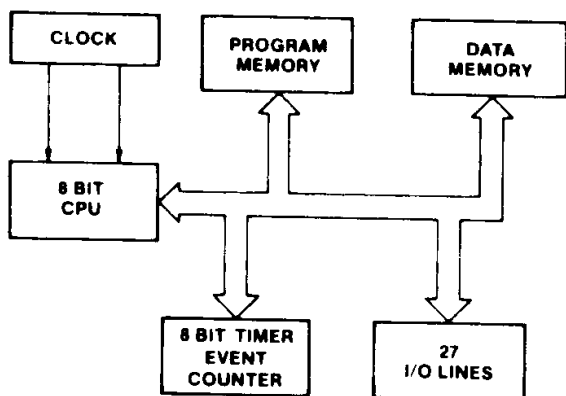 CLOCK
PROGRAM
MEMORY
DATA
MEMORY
8 BIT
CPU
8 BIT TIMER
EVENT
COUNTER
27
I/O LINES